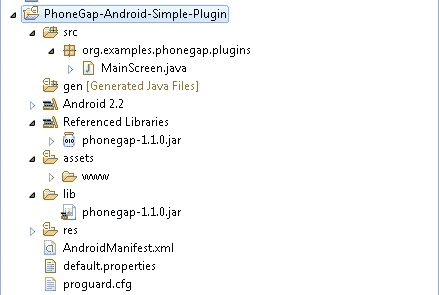 PhoneGap-Android-Simple-Plugin
src
org.examples.phonegap.plugins
MainScreen.java
gen [Generated Java Files]
Android 2.2
Referenced Libraries
phonegap-1.1.0.jar
assets
www
lib
phonegap-1.1.0.jar
res
AndroidManifest.xml
default.properties
proguard.cfg